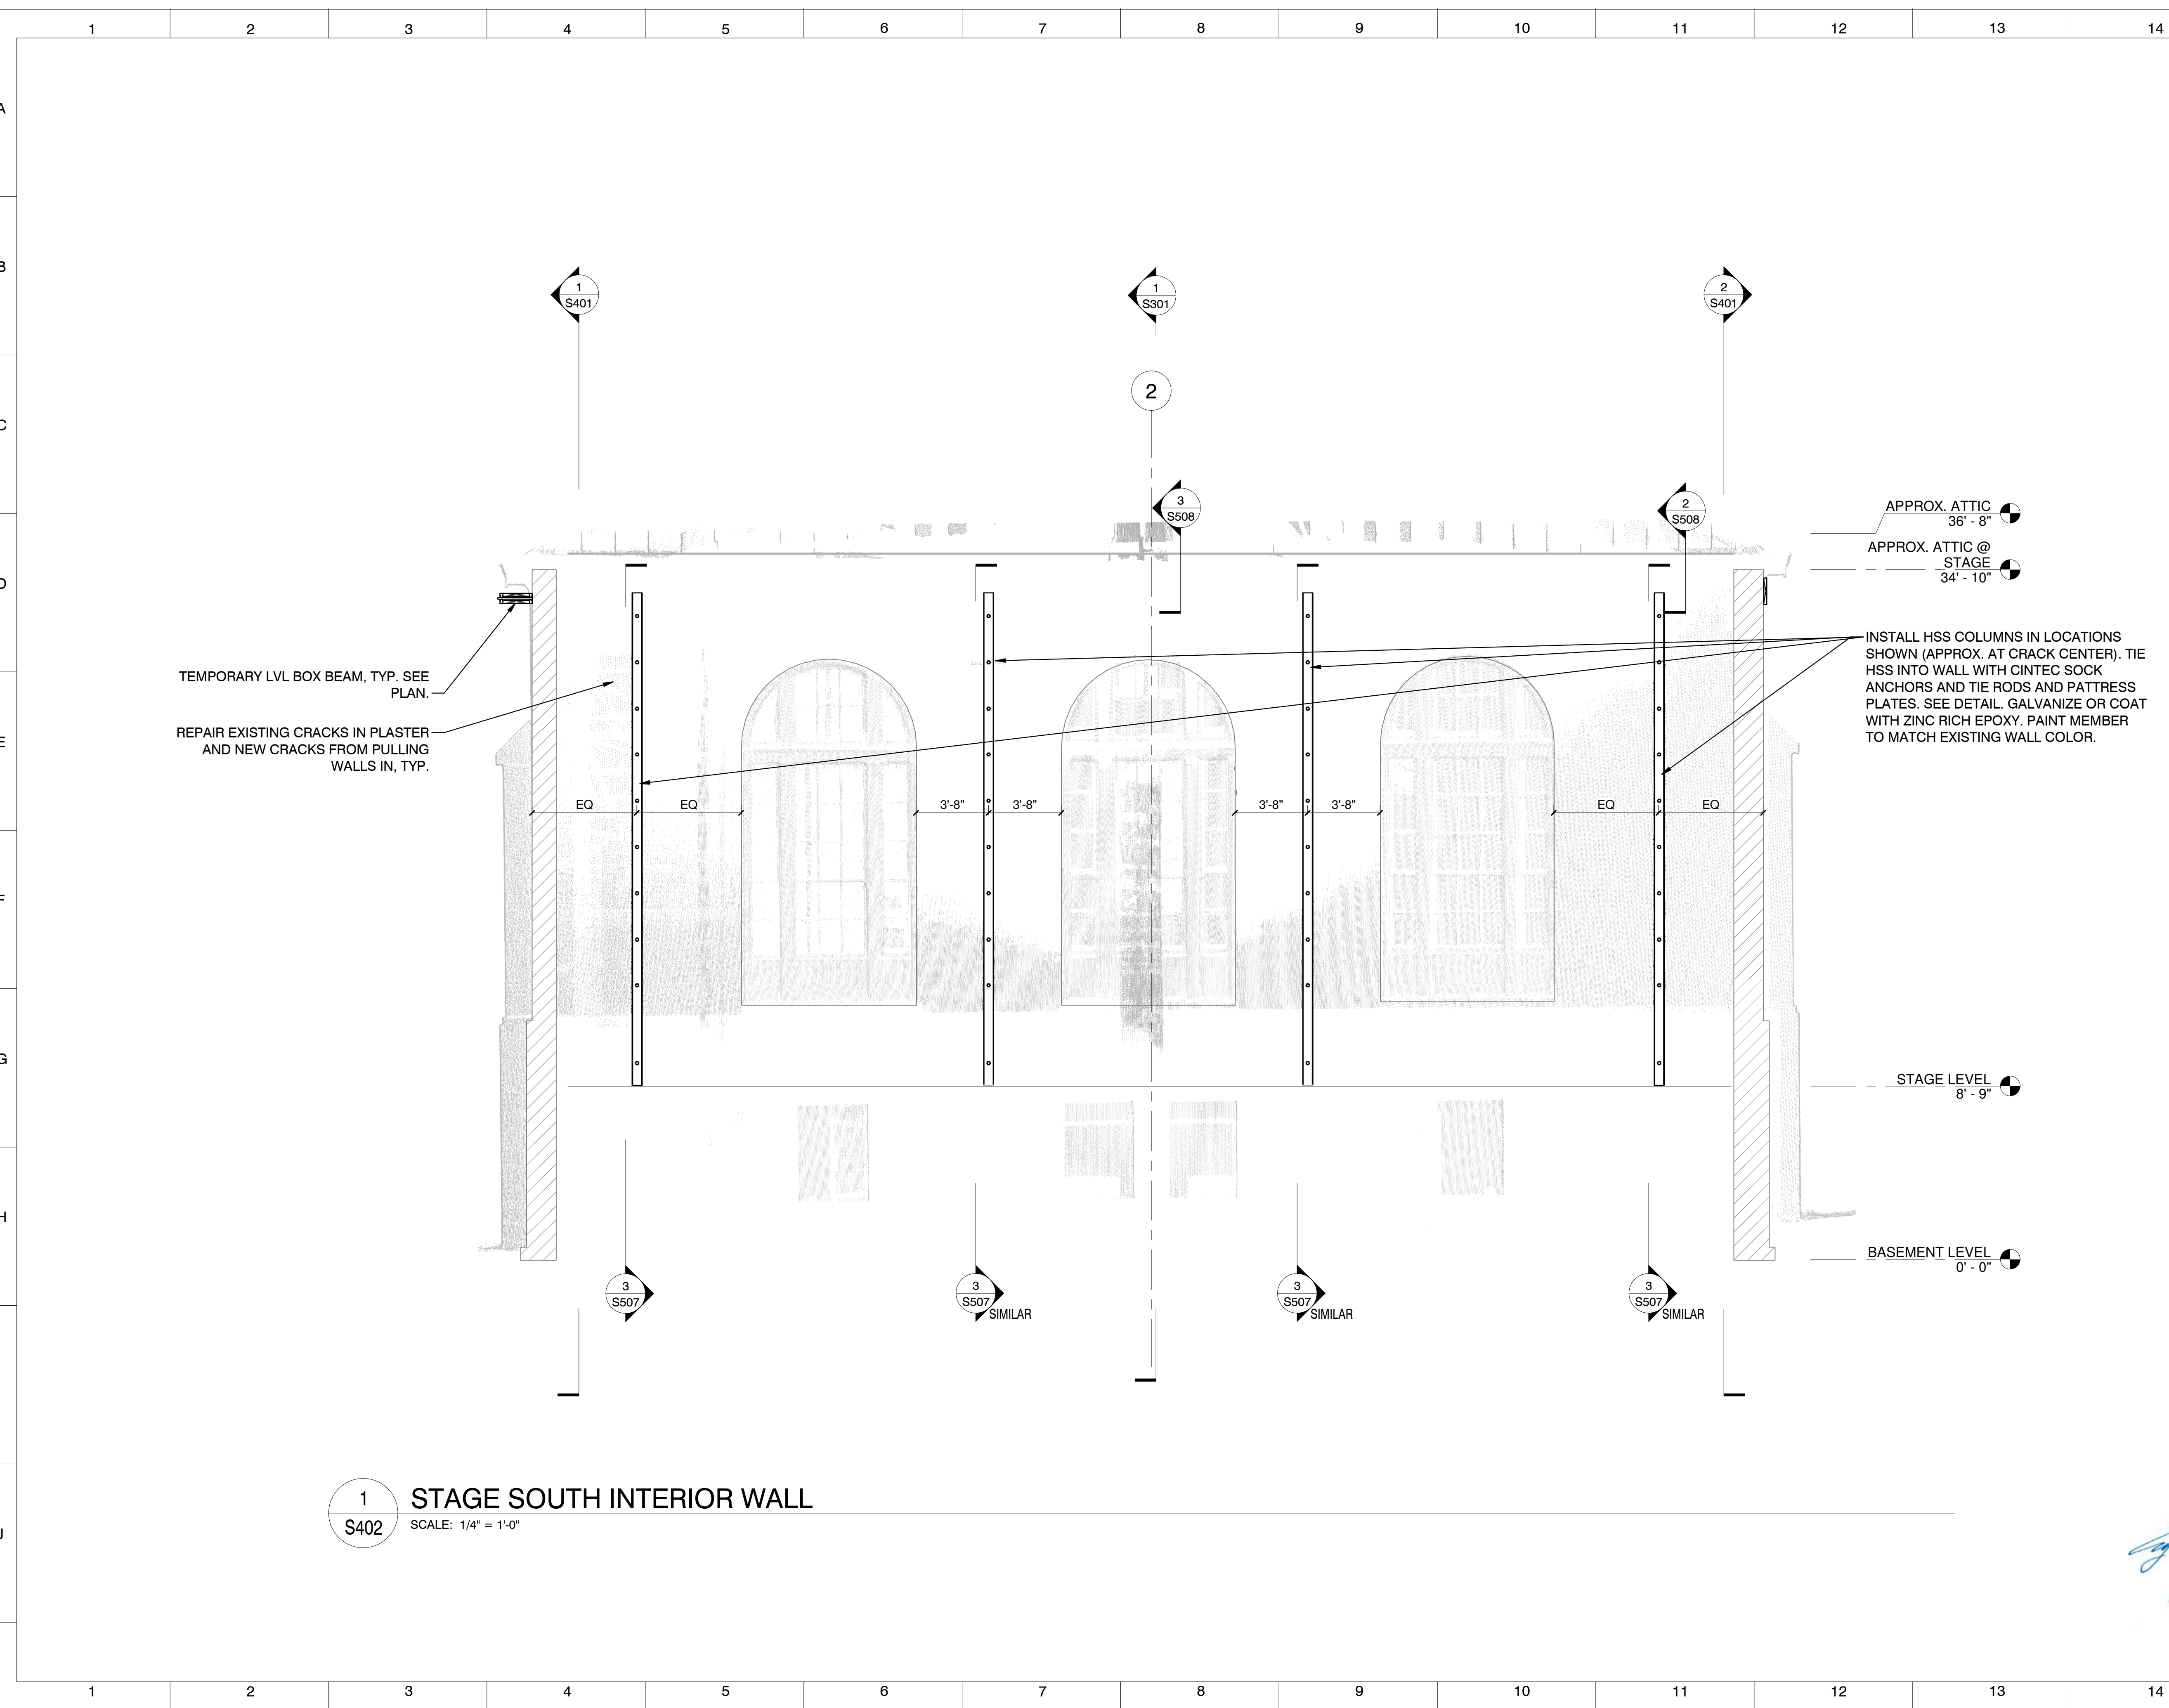 1 2 3 4 5 6 7 8 9 10 11 12 13 14
A
B
C
D
E
F
G
H
J
1
S401
1
S301
2
S401
2
3
S508
2
S508
APPROX. ATTIC
36' - 8"
APPROX. ATTIC @
STAGE
34' - 10"
TEMPORARY LVL BOX BEAM, TYP. SEE
PLAN.
REPAIR EXISTING CRACKS IN PLASTER
AND NEW CRACKS FROM PULLING
WALLS IN, TYP.
INSTALL HSS COLUMNS IN LOCATIONS
SHOWN (APPROX. AT CRACK CENTER). TIE
HSS INTO WALL WITH CINTEC SOCK
ANCHORS AND TIE RODS AND PATTRESS
PLATES. SEE DETAIL. GALVANIZE OR COAT
WITH ZINC RICH EPOXY. PAINT MEMBER
TO MATCH EXISTING WALL COLOR.
EQ EQ 3'-8" 3'-8" 3'-8" 3'-8" EQ EQ
STAGE LEVEL
8' - 9"
BASEMENT LEVEL
0' - 0"
3
S507
3
S507
SIMILAR
3
S507
SIMILAR
3
S507
SIMILAR
1
S402
STAGE SOUTH INTERIOR WALL
SCALE: 1/4" = 1'-0"
1 2 3 4 5 6 7 8 9 10 11 12 13 14